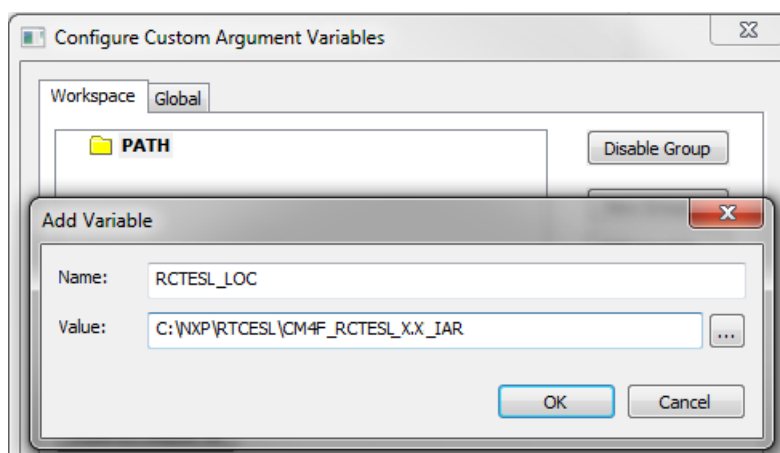 Configure Custom Argument Variables
Workspace Global
PATH
Disable Group
Add Variable
Name: RCTESL_LOC
Value: C:\NXP\RTCESL\CM4F_RCTESL_X.X_IAR ...
OK Cancel